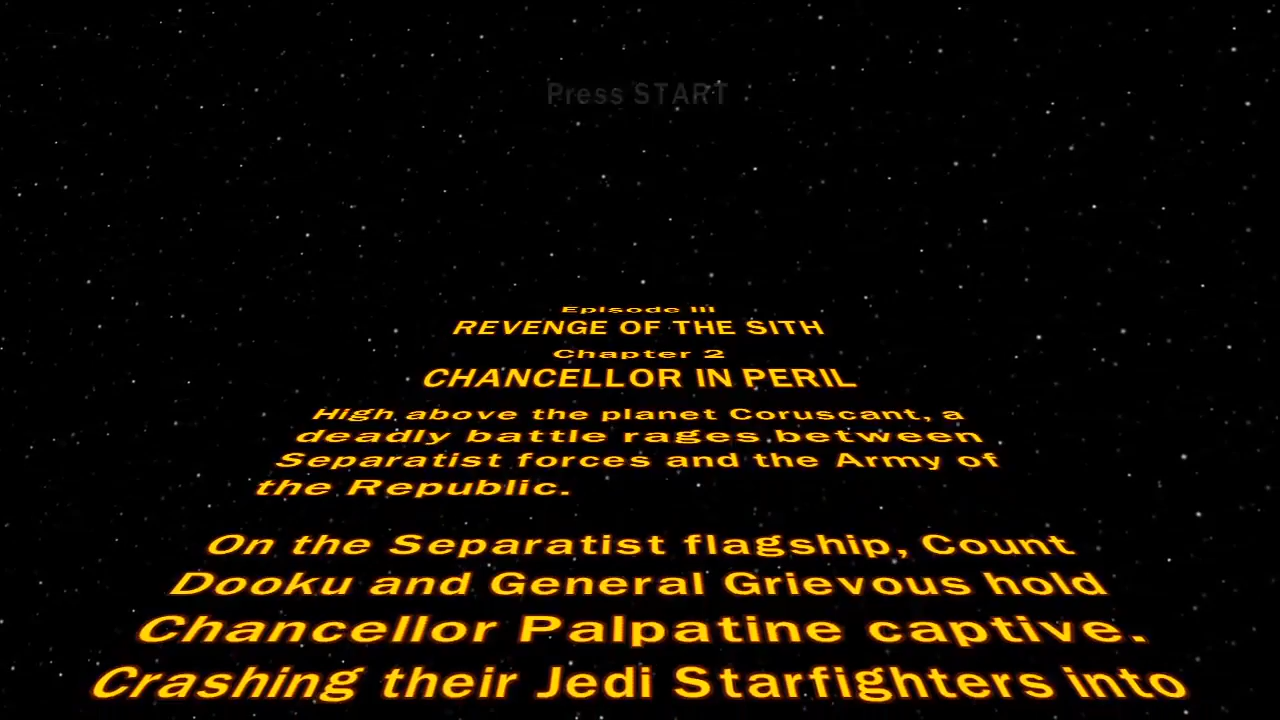 Press START
Episode III
REVENGE OF THE SITH
Chapter 2
CHANCELLOR IN PERIL
High above the planet Coruscant, a
deadly battle rages between
Separatist forces and the Army of
the Republic.
On the Separatist flagship, Count
Dooku and General Grievous hold
Chancellor Palpatine captive.
Crashing their Jedi Starfighters into